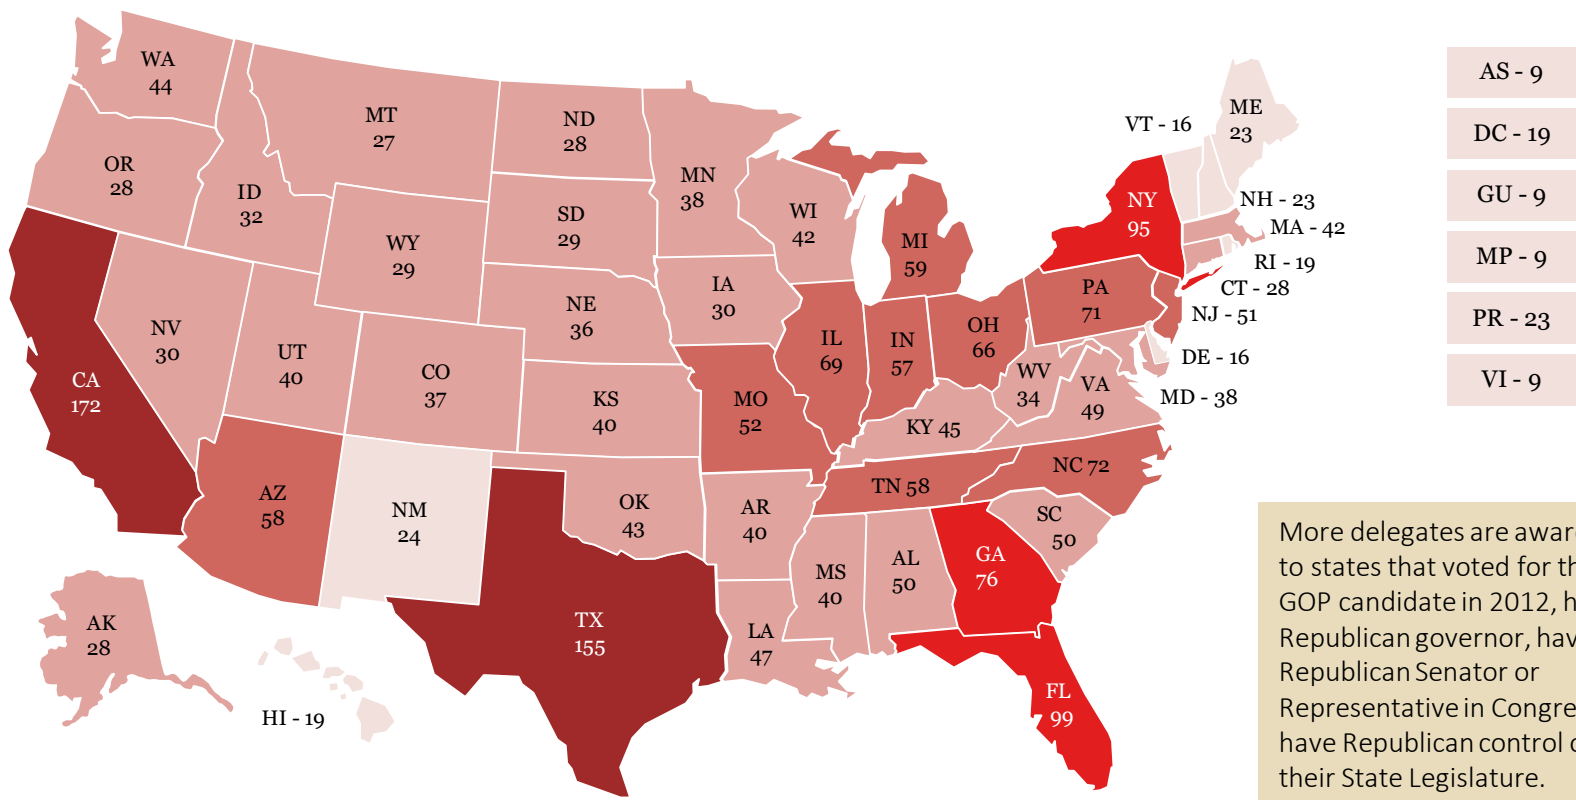 WA
44
MT
27
ND
28
MN
38
OR
28
ID
32
SD
29
WI
42
WY
29
MI
59
VT - 16
ME
23
NY
95
NH - 23
MA - 42
RI - 19
CT - 28
NJ - 51
DE - 16
MD - 38
CA
172
NV
30
UT
40
CO
37
NE
36
IA
30
IL
69
IN
57
OH
66
PA
71
WV
34
VA
49
KS
40
MO
52
KY 45
AZ
58
NM
24
OK
43
AR
40
TN 58
NC 72
SC
50
MS
40
AL
50
GA
76
TX
155
LA
47
FL
99
AK
28
HI - 19
AS - 9
DC - 19
GU - 9
MP - 9
PR - 23
VI - 9
More delegates are
to states that voted for
GOP candidate in 2012,
Republican governor,
Republican Senator or
Representative in
have Republican control
their State Legislature.